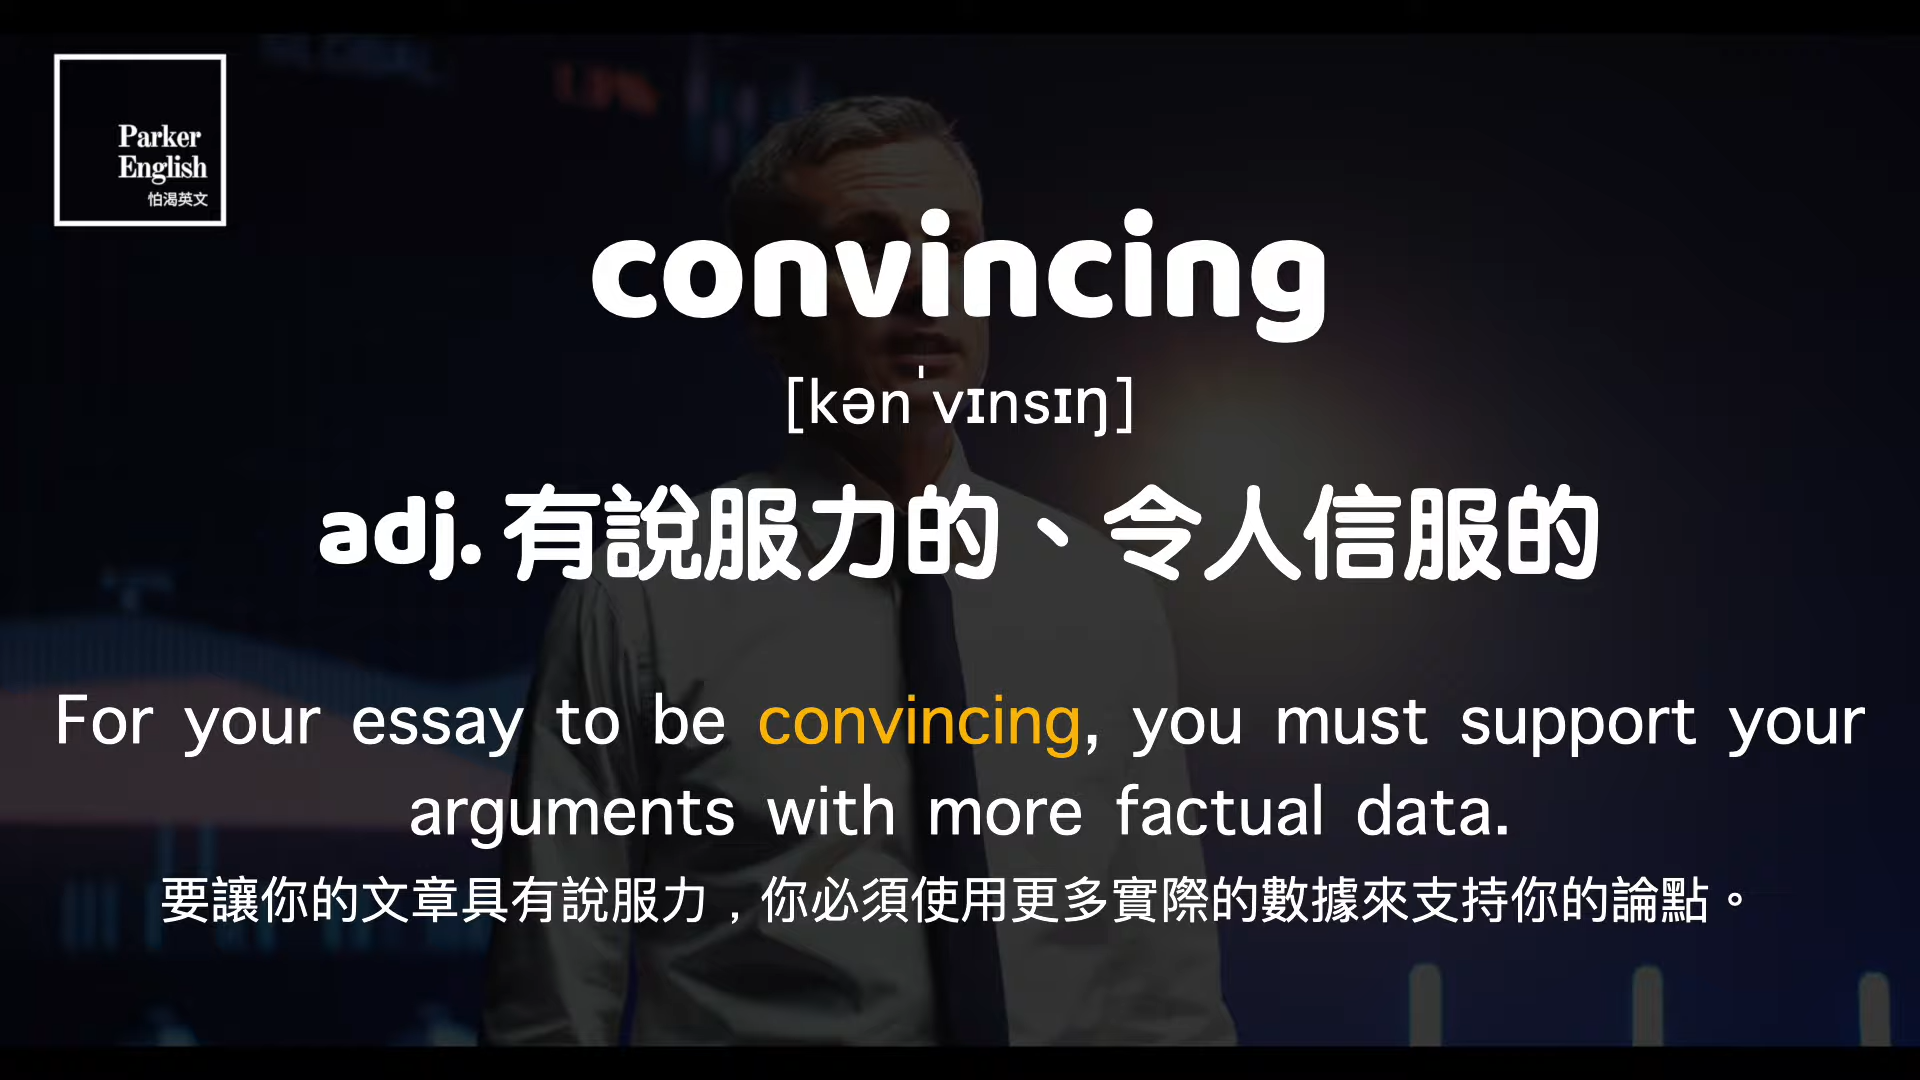 Parker
English
怕渴英文
convincing
[kənˈvɪnsɪŋ]
adj. 有說服力的、令人信服的
For your essay to be convincing, you must support your
arguments with more factual data.
要讓你的文章具有說服力，你必須使用更多實際的數據來支持你的論點。